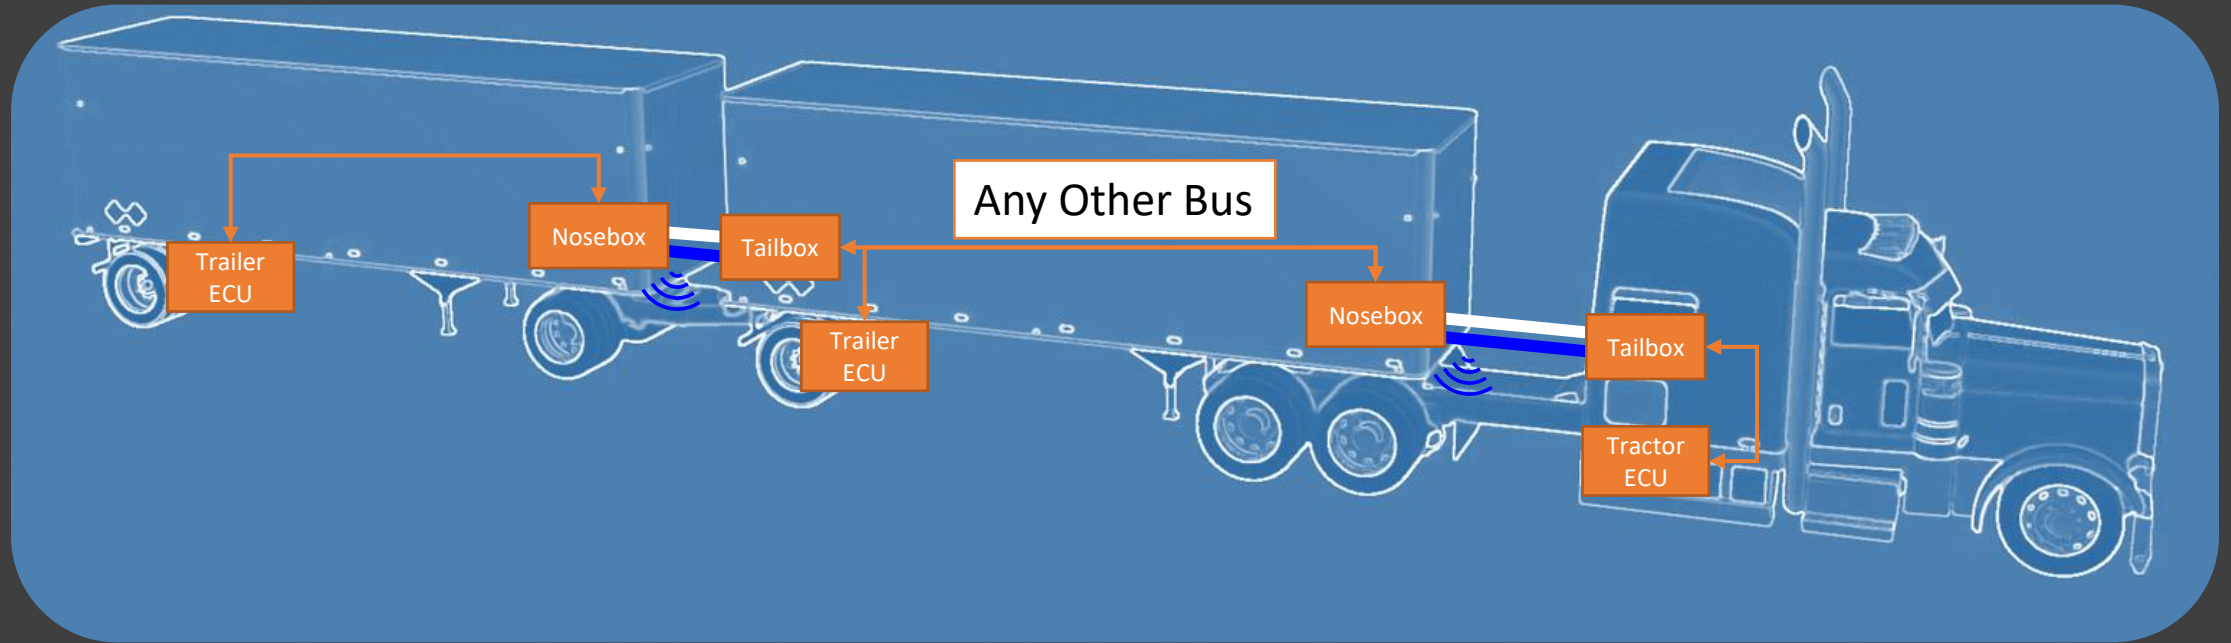 Any Other Bus
Nosebox
Tailbox
Trailer
ECU
Nosebox
Trailer
ECU
Tailbox
Tractor
ECU